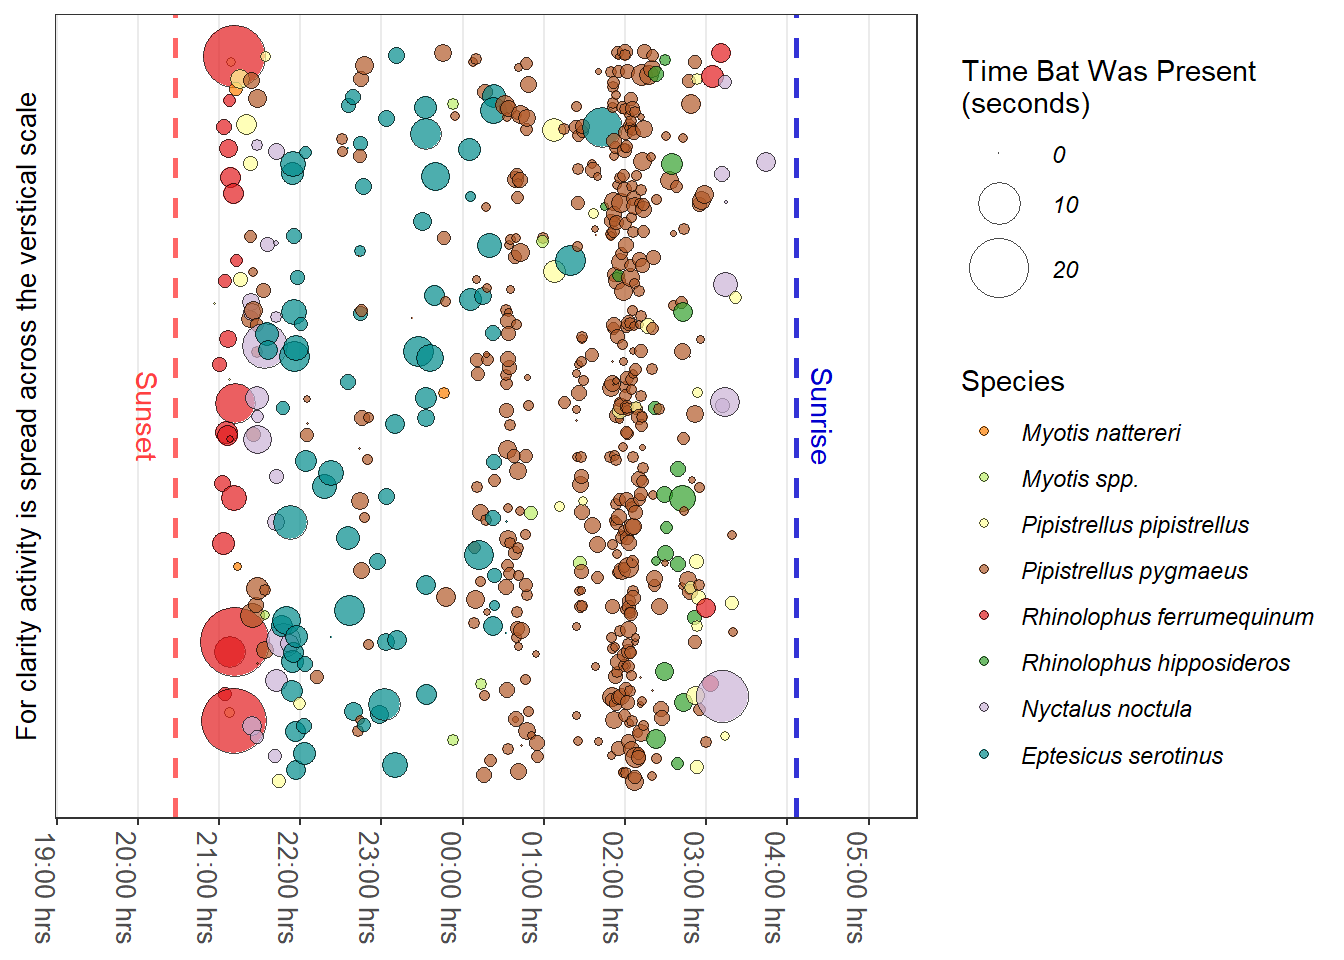 For clarity activity is spread across the verstical scale
Sunset
Sunrise
19:00 hrs
20:00 hrs
21:00 hrs
22:00 hrs
23:00 hrs
00:00 hrs
01:00 hrs
02:00 hrs
03:00 hrs
04:00 hrs
05:00 hrs
Time Bat Was Present
(seconds)
0
10
20
Species
Myotis nattereri
Myotis spp.
Pipistrellus pipistrellus
Pipistrellus pygmaeus
Rhinolophus ferrumequinum
Rhinolophus hipposideros
Nyctalus noctula
Eptesicus serotinus